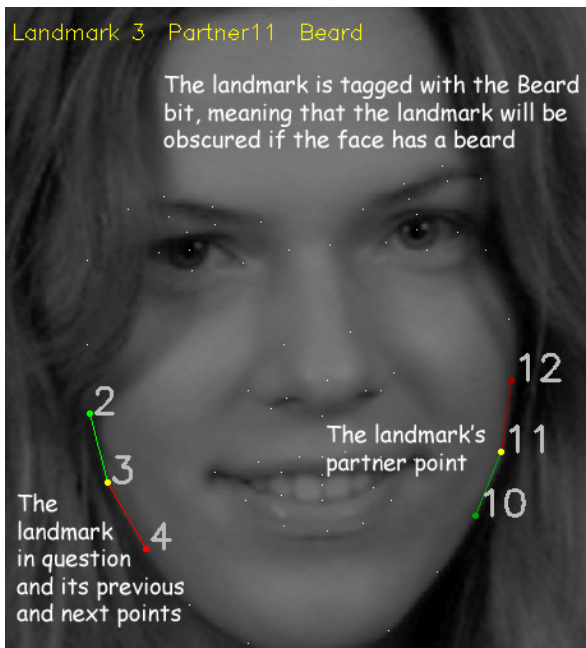 Landmark 3 Partner11 Beard
The landmark is tagged with the Beard
bit, meaning that the landmark will be
obscured if the face has a beard
2
3
4
12
11
10
The landmark's
partner point
The
landmark
in question
and its previous
and next points